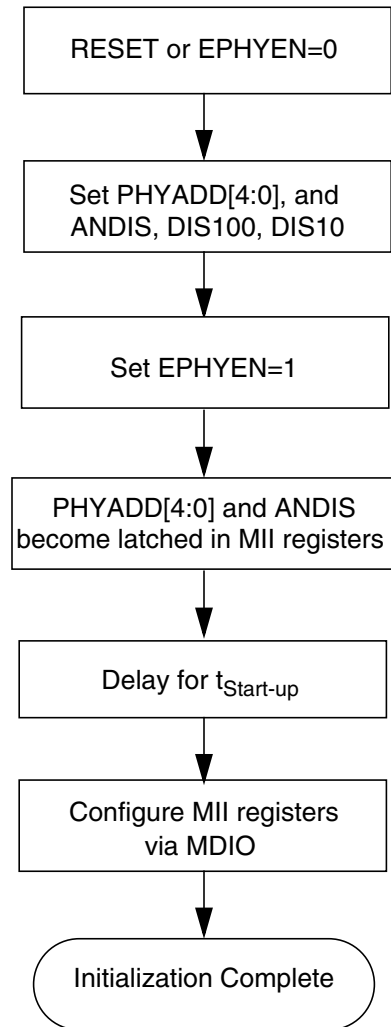 RESET or EPHYEN=0
Set PHYADD[4:0], and
ANDIS, DIS100, DIS10
Set EPHYEN=1
PHYADD[4:0] and ANDIS
become latched in MII registers
Delay for tStart-up
Configure MII registers
via MDIO
Initialization Complete